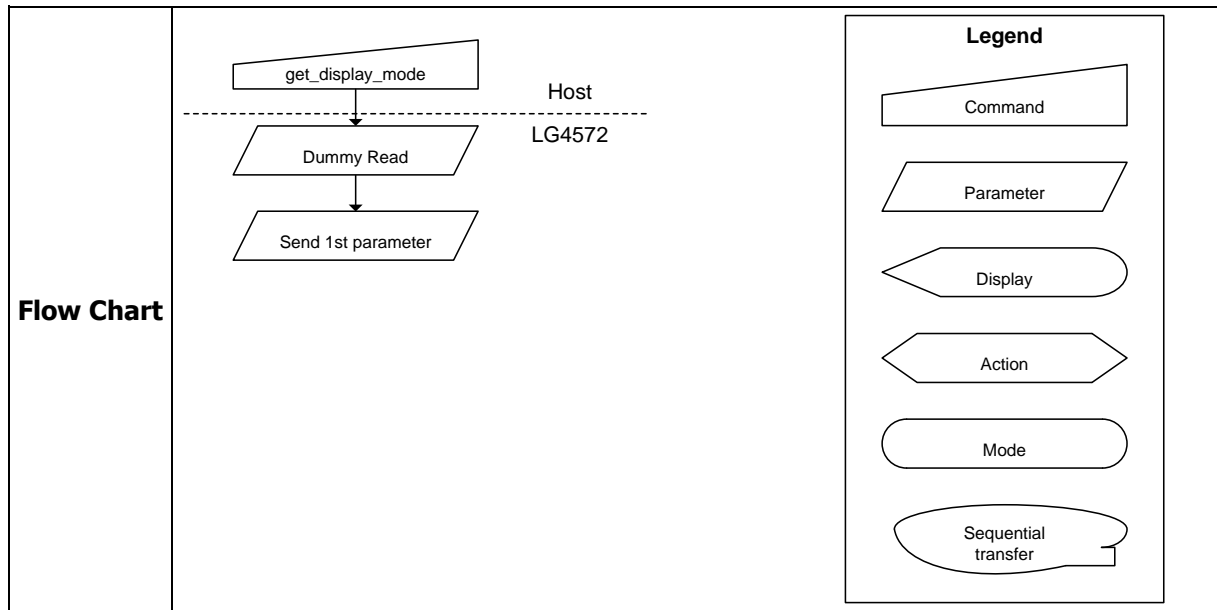 Flow Chart
get_display_mode
Host
LG4572
Dummy Read
Send 1st parameter
Legend
Command
Parameter
Display
Action
Mode
Sequential
transfer